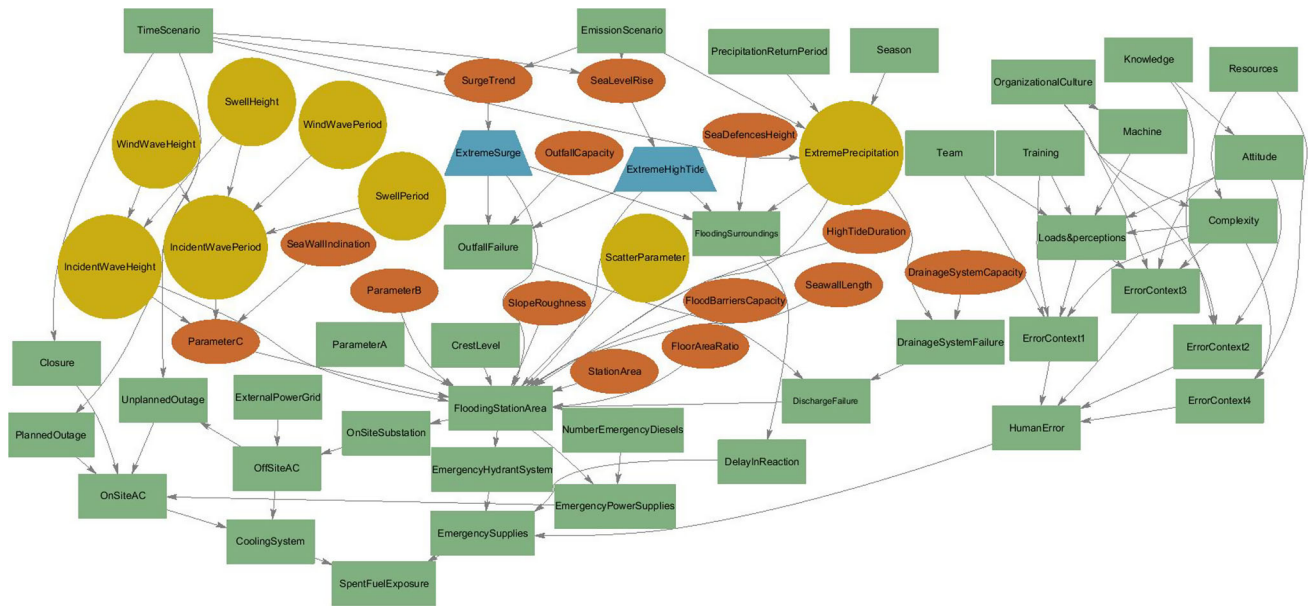 TimeScenario
EmissionScenario
PrecipitationReturnPeriod
Season
Knowledge
Resources
OrganizationalCulture
SurgeTrend
SeaLevelRise
SwellHeight
WindWavePeriod
WindWaveHeight
SeaDefencesHeight
Machine
ExtremeSurge
OutfallCapacity
ExtremeHighTide
ExtremePrecipitation
Team
Training
Attitude
SwellPeriod
Complexity
IncidentWaveHeight
IncidentWavePeriod
SeaWallInclination
OutfallFailure
ScatterParameter
FloodingSurroundings
HighTideDuration
Loads&perceptions
DrainageSystemCapacity
ErrorContext3
ParameterB
SlopeRoughness
FloodBarriersCapacity
SeawallLength
ParameterC
ParameterA
CrestLevel
FloorAreaRatio
DrainageSystemFailure
ErrorContext1
ErrorContext2
Closure
StationArea
UnplannedOutage
ExternalPowerGrid
FloodingStationArea
DischargeFailure
ErrorContext4
PlannedOutage
OnSiteSubstation
NumberEmergencyDiesels
HumanError
OffSiteAC
EmergencyHydrantSystem
DelayInReaction
OnSiteAC
EmergencyPowerSupplies
CoolingSystem
EmergencySupplies
SpentFuelExposure